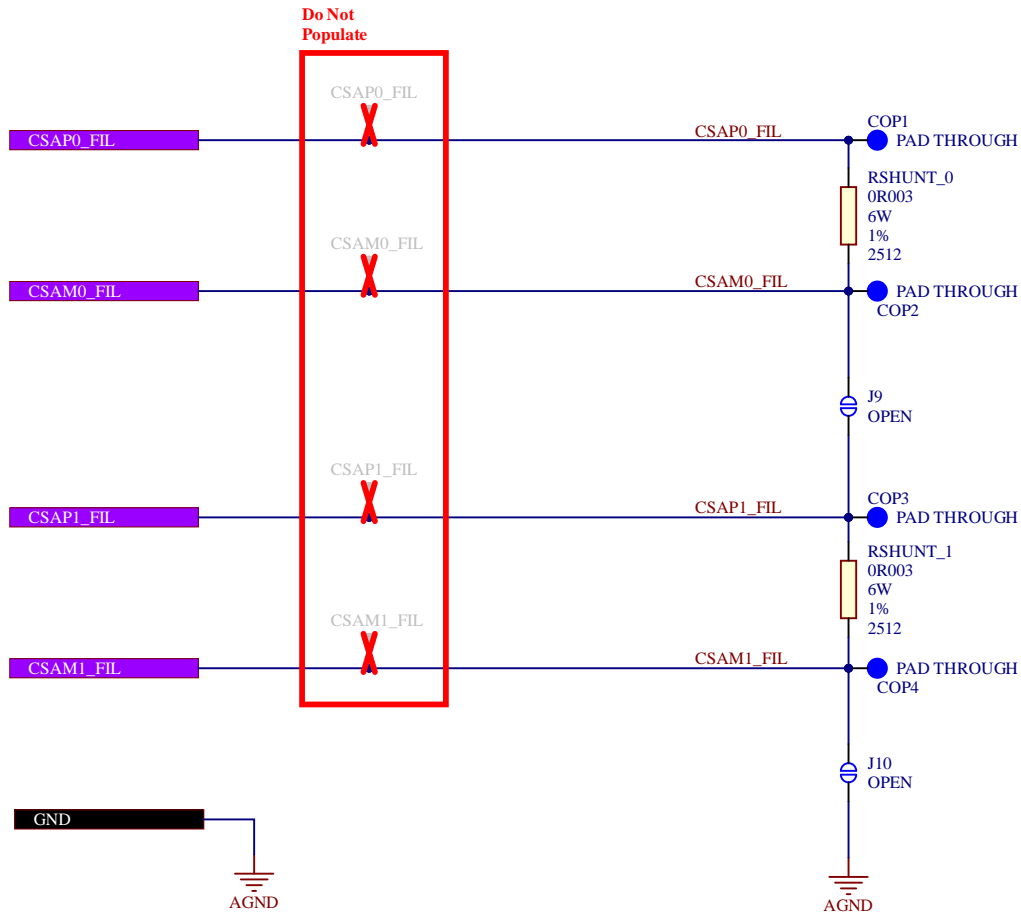 Do Not
Populate
CSAP0_FIL
CSAP0_FIL
CSAP0_FIL
COP1
PAD THROUGH
RSHUNT_0
0R003
6W
1%
2512
CSAM0_FIL
CSAM0_FIL
CSAM0_FIL
PAD THROUGH
COP2
J9
OPEN
CSAP1_FIL
CSAP1_FIL
CSAP1_FIL
COP3
PAD THROUGH
RSHUNT_1
0R003
6W
1%
2512
CSAM1_FIL
CSAM1_FIL
CSAM1_FIL
PAD THROUGH
COP4
J10
OPEN
GND
AGND
AGND